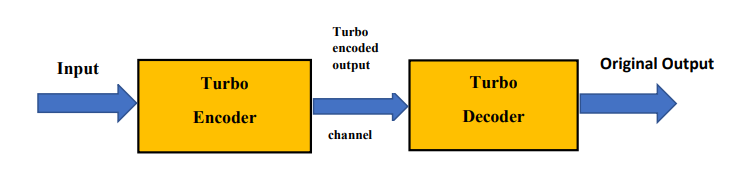 Input
Turbo
Encoder
Turbo
encoded
output
channel
Turbo
Decoder
Original Output